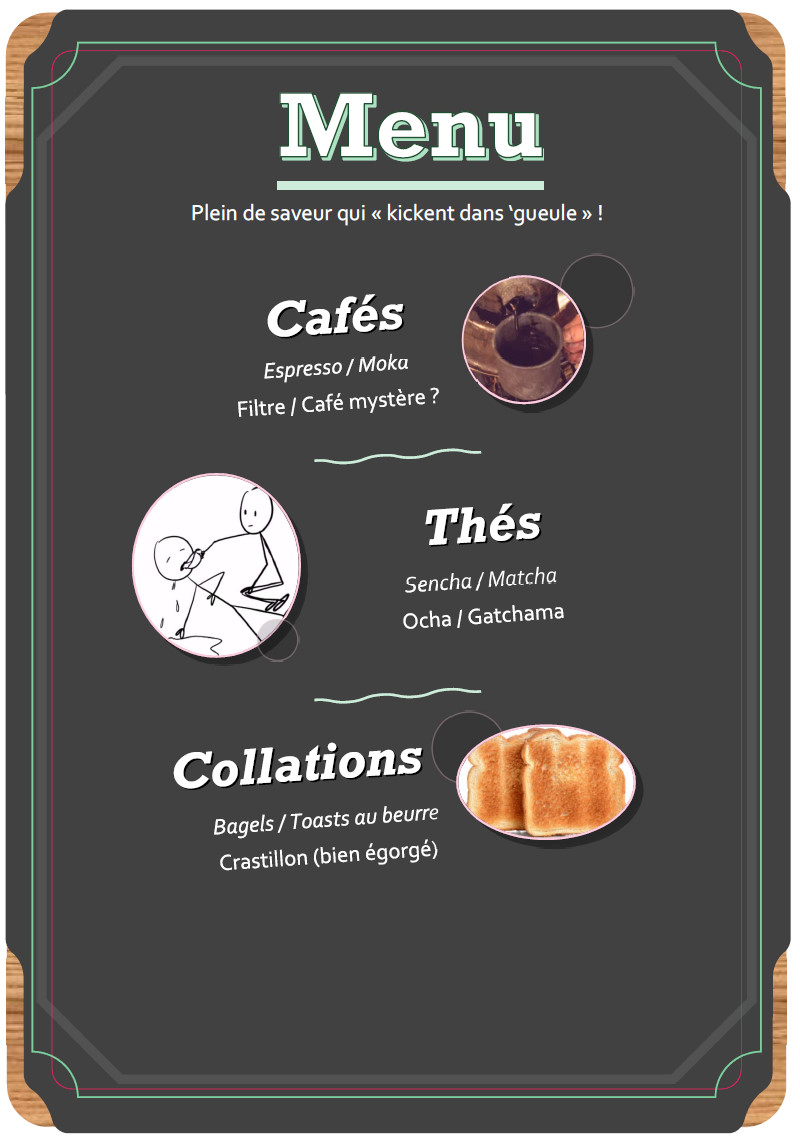 Menu
Plein de saveur qui « kickent dans ‘gueule » !
Cafés
Espresso / Moka
Filtre / Café mystère ?
Thés
Sencha / Matcha
Ocha / Gatchama
Collations
Bagels / Toasts au beurre
Crastillon (bien égorgé)